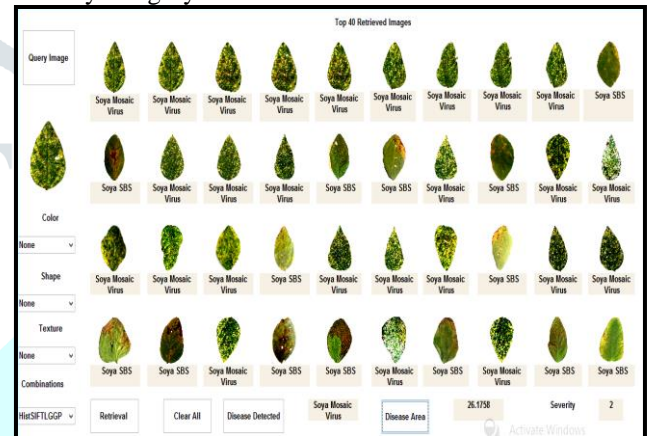 Top 40 Retrieved Images
Query Image
Soya Mosaic Virus
Soya Mosaic Virus
Soya Mosaic Virus
Soya Mosaic Virus
Soya Mosaic Virus
Soya Mosaic Virus
Soya Mosaic Virus
Soya Mosaic Virus
Soya Mosaic Virus
Soya SBS
Soya SBS
Soya Mosaic Virus
Soya Mosaic Virus
Soya Mosaic Virus
Soya SBS
Soya SBS
Soya Mosaic Virus
Soya SBS
Soya Mosaic Virus
Soya Mosaic Virus
Color
None
Soya Mosaic Virus
Soya Mosaic Virus
Soya Mosaic Virus
Soya SBS
Soya Mosaic Virus
Soya Mosaic Virus
Soya Mosaic Virus
Soya SBS
Soya Mosaic Virus
Soya Mosaic Virus
Shape
None
Texture
None
Soya SBS
Soya SBS
Soya Mosaic Virus
Soya SBS
Soya SBS
Soya Mosaic Virus
Soya SBS
Soya Mosaic Virus
Soya SBS
Soya SBS
Combinations
HistSIFTLGGP
Retrieval
Clear All
Disease Detected
Soya Mosaic Virus
Disease Area
26.1758
Severity
2
Activate Windows